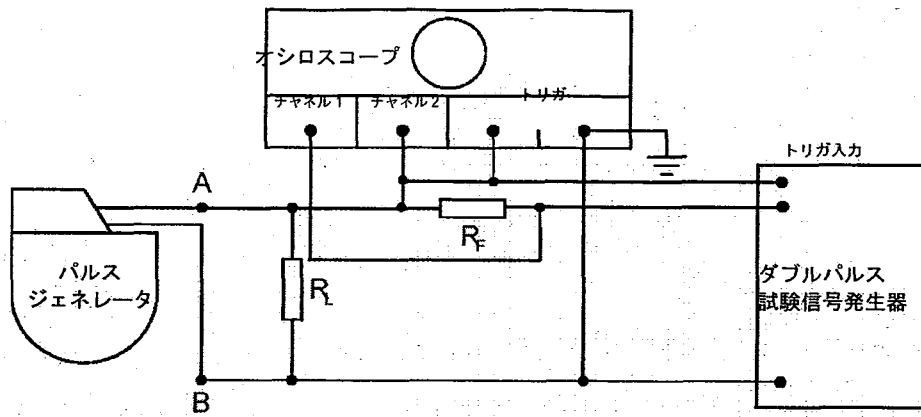 オシロスコープ
チャネル1
チャネル2
トリガ
トリガ入力
A
R_F
パルス
ジェネレータ
R_L
ダブルパルス
試験信号発生器
B